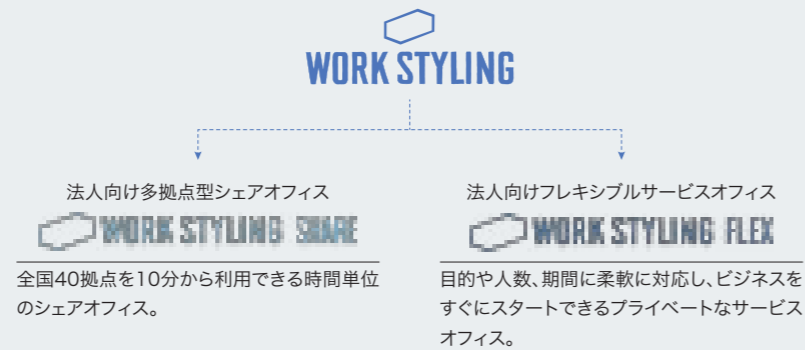 WORK STYLING
法人向け多拠点型シェアオフィス
WORK STYLING SHARE
全国40拠点を10分から利用できる時間単位
のシェアオフィス。
法人向けフレキシブルサービスオフィス
WORK STYLING FLEX
目的や人数、期間に柔軟に対応し、ビジネスを
すぐにスタートできるプライベートなサービス
オフィス。